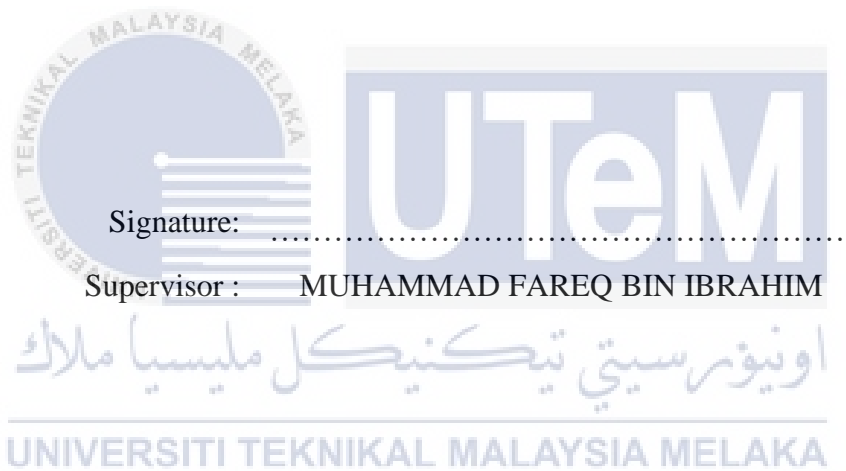 UNIVERSITI TEKNIKAL MALAYSIA MELAKA
UTeM
Signature: ……………………………………………
Supervisor : MUHAMMAD FAREQ BIN IBRAHIM
اونيۏرسيتي تيكنيكل مليسيا ملاك
UNIVERSITI TEKNIKAL MALAYSIA MELAKA